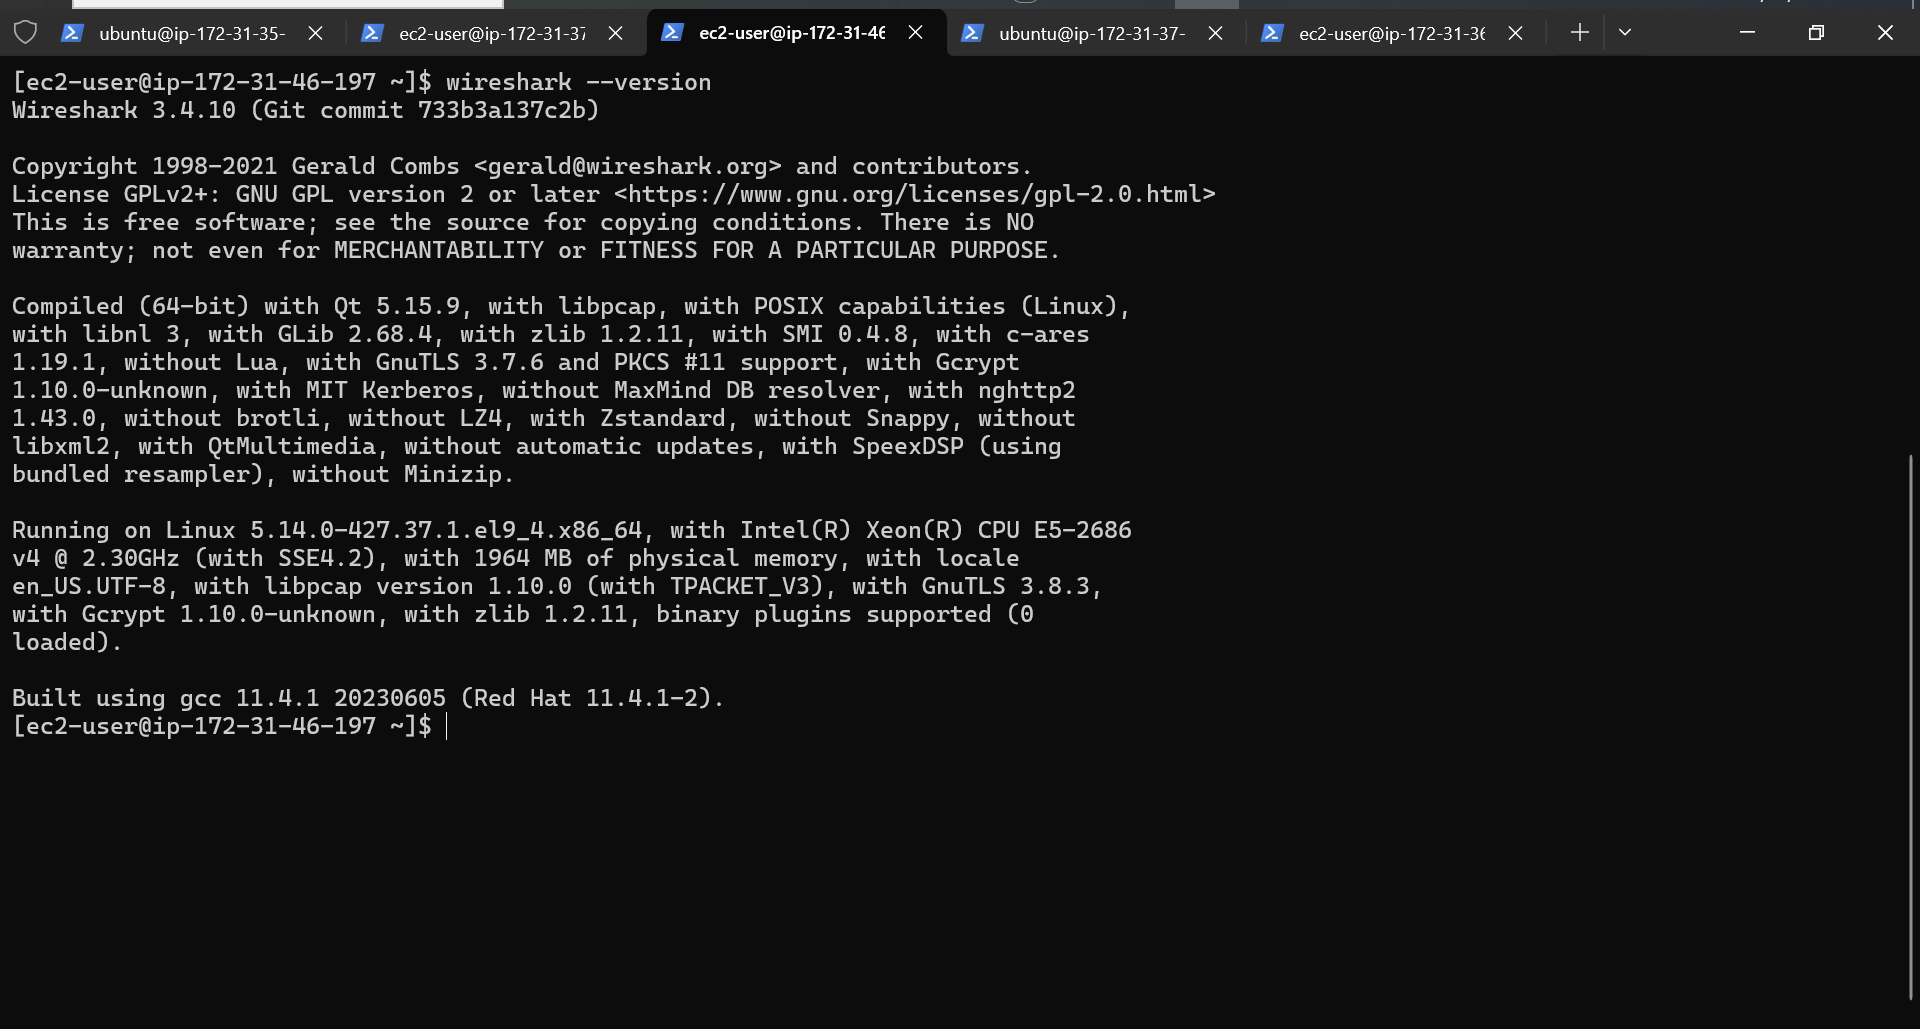 ubuntu@ip-172-31-35-
ec2-user@ip-172-31-37
ec2-user@ip-172-31-46
ubuntu@ip-172-31-37-
ec2-user@ip-172-31-36
[ec2-user@ip-172-31-46-197 ~]$ wireshark --version
Wireshark 3.4.10 (Git commit 733b3a137c2b)
Copyright 1998-2021 Gerald Combs <gerald@wireshark.org> and contributors.
License GPLv2+: GNU GPL version 2 or later <https://www.gnu.org/licenses/gpl-2.0.html>
This is free software; see the source for copying conditions. There is NO
warranty; not even for MERCHANTABILITY or FITNESS FOR A PARTICULAR PURPOSE.
Compiled (64-bit) with Qt 5.15.9, with libpcap, with POSIX capabilities (Linux),
with libnl 3, with GLib 2.68.4, with zlib 1.2.11, with SMI 0.4.8, with c-ares
1.19.1, without Lua, with GnuTLS 3.7.6 and PKCS #11 support, with Gcrypt
1.10.0-unknown, with MIT Kerberos, without MaxMind DB resolver, with nghttp2
1.43.0, without brotli, without LZ4, with Zstandard, without Snappy, without
libxml2, with QtMultimedia, without automatic updates, with SpeexDSP (using
bundled resampler), without Minizip.
Running on Linux 5.14.0-427.37.1.el9_4.x86_64, with Intel(R) Xeon(R) CPU E5-2686
v4 @ 2.30GHz (with SSE4.2), with 1964 MB of physical memory, with locale
en_US.UTF-8, with libpcap version 1.10.0 (with TPACKET_V3), with GnuTLS 3.8.3,
with Gcrypt 1.10.0-unknown, with zlib 1.2.11, binary plugins supported (0
loaded).
Built using gcc 11.4.1 20230605 (Red Hat 11.4.1-2).
[ec2-user@ip-172-31-46-197 ~]$